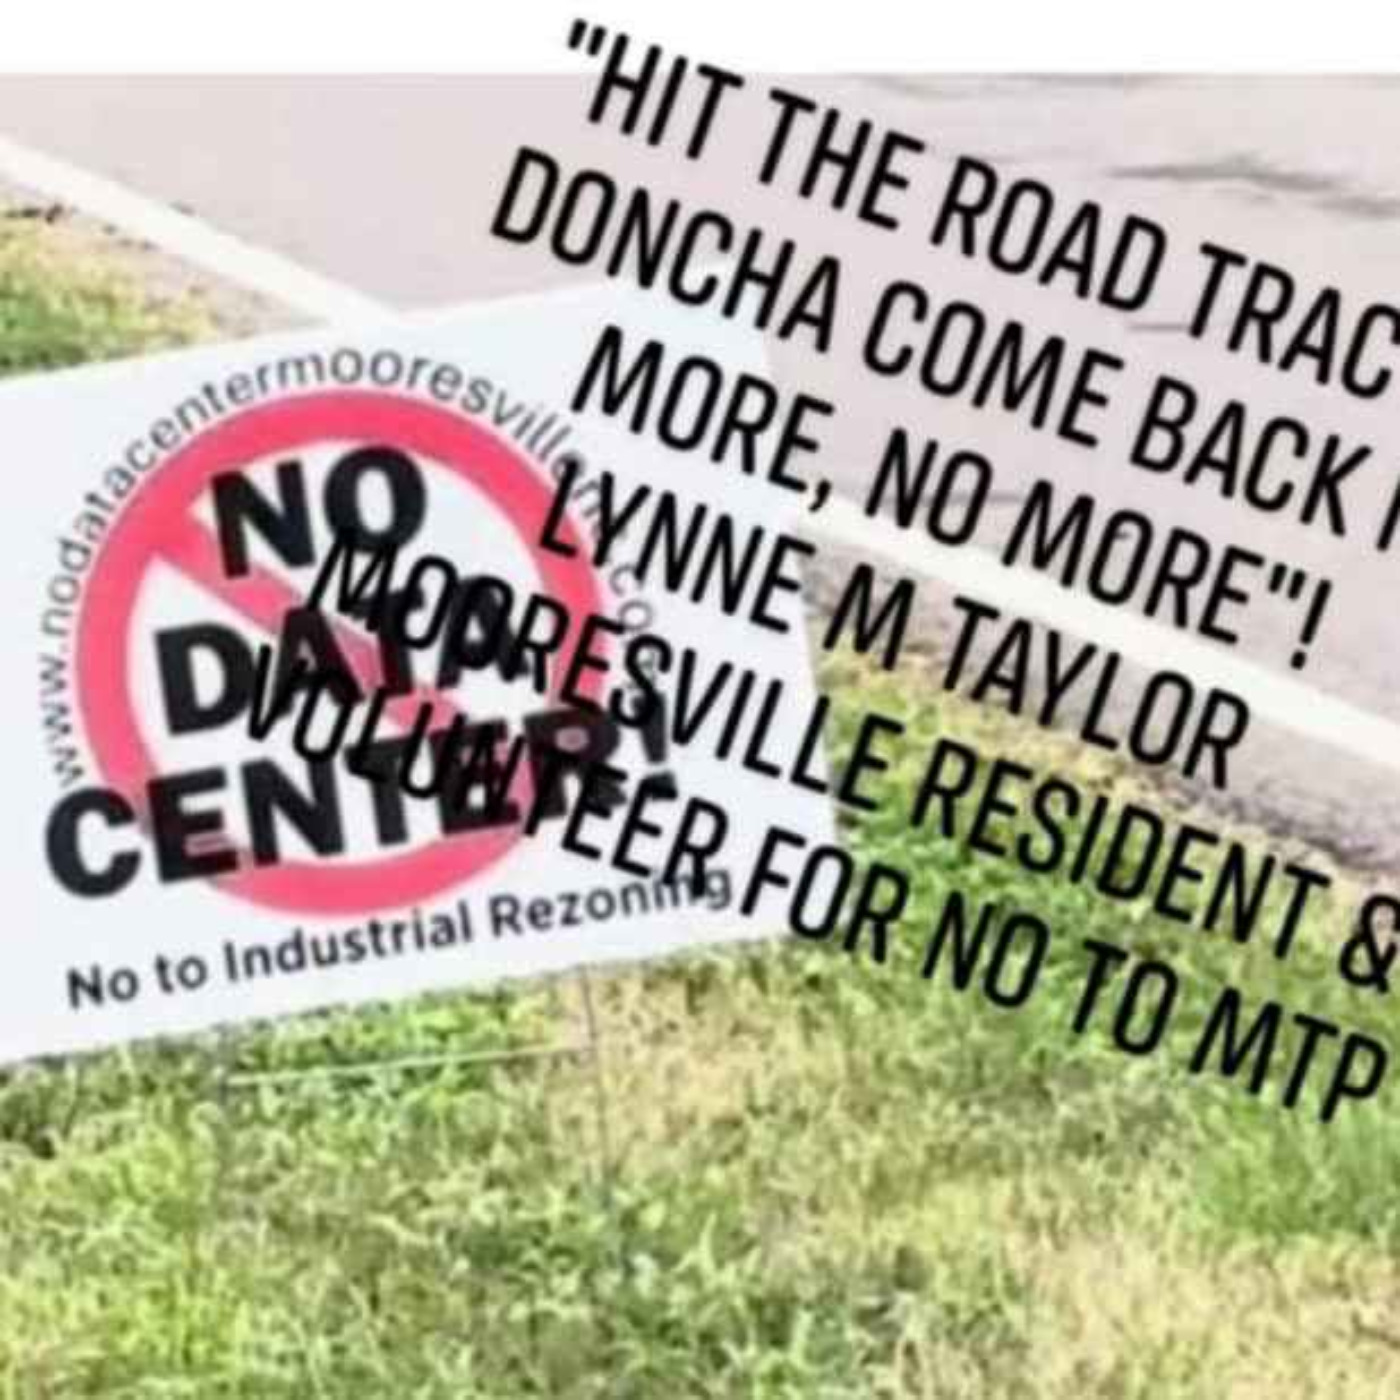 "HIT THE ROAD TRAC
DONCHA COME BACK
MORE, NO MORE"!
LYNNE M TAYLOR
MOORESVILLE RESIDENT &
VOLUNTEER FOR NO TO MTP
www.nodatacentermooresville
NO
DATA
CENTER!
No to Industrial Rezoning